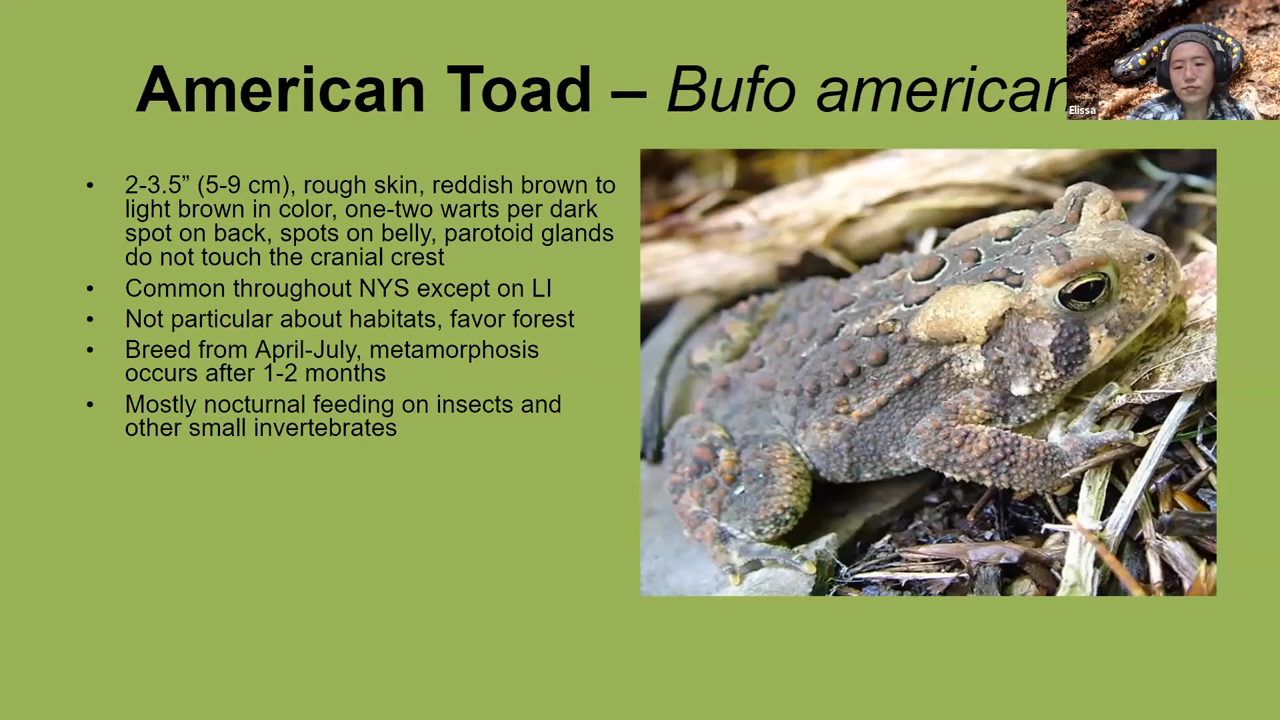 American Toad – Bufo american
Elissa
• 2-3.5” (5-9 cm), rough skin, reddish brown to
light brown in color, one-two warts per dark
spot on back, spots on belly, parotoid glands
do not touch the cranial crest
• Common throughout NYS except on LI
• Not particular about habitats, favor forest
• Breed from April-July, metamorphosis
occurs after 1-2 months
• Mostly nocturnal feeding on insects and
other small invertebrates